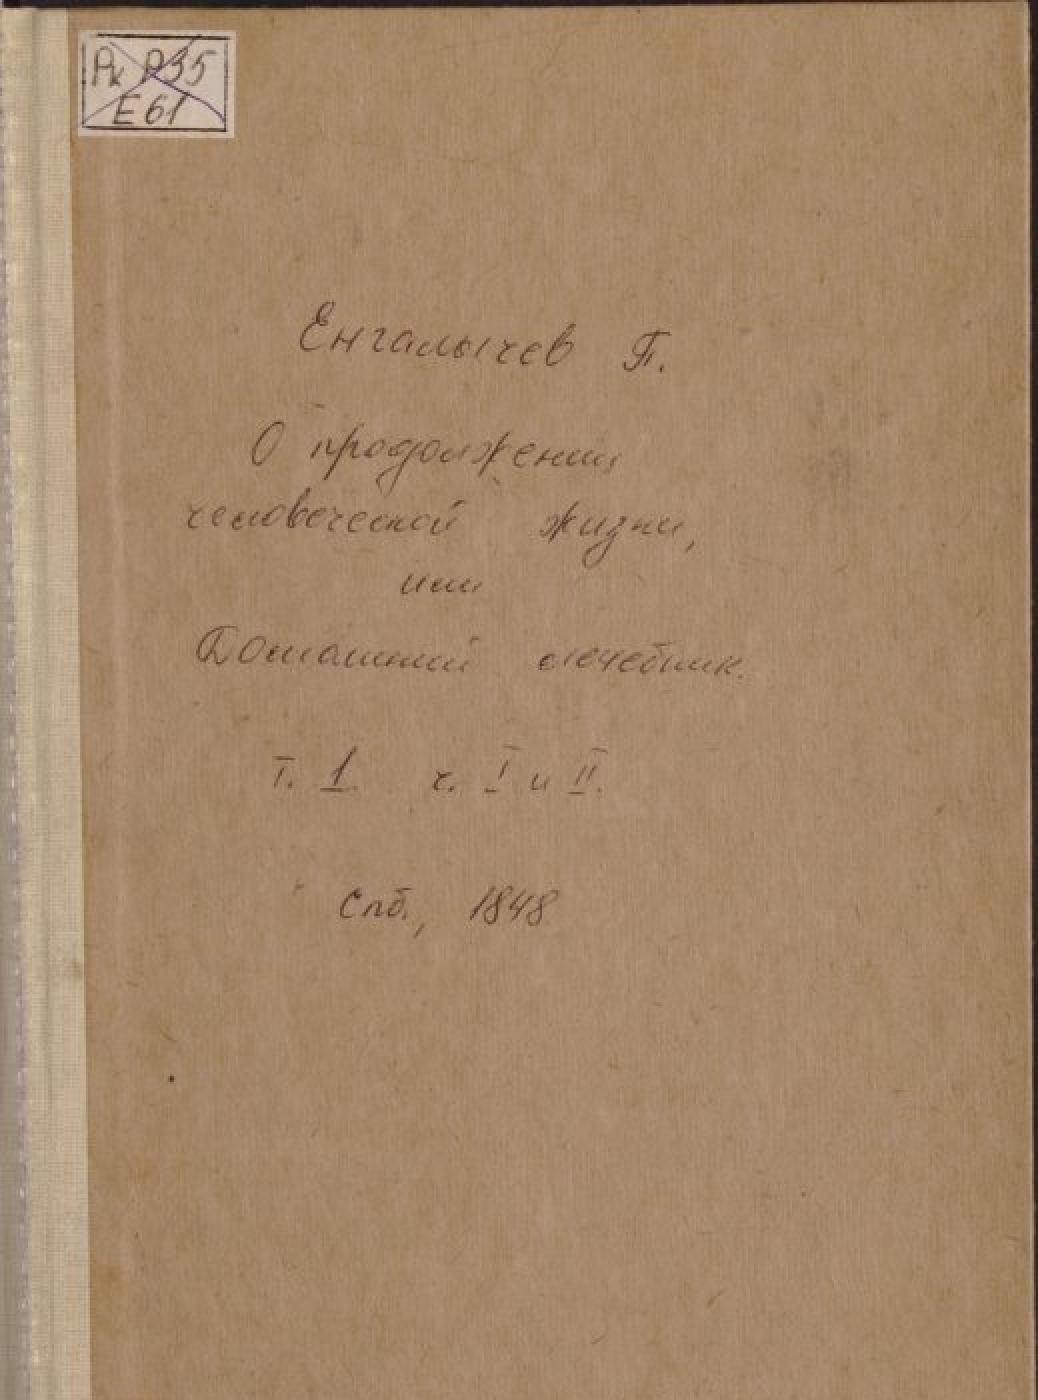 Рк Р35
Е61
Енгалычев П.
О продолжении
человеческой жизни,
или
Домашний лечебник.
т. 1. ч. I и II.
Спб., 1848